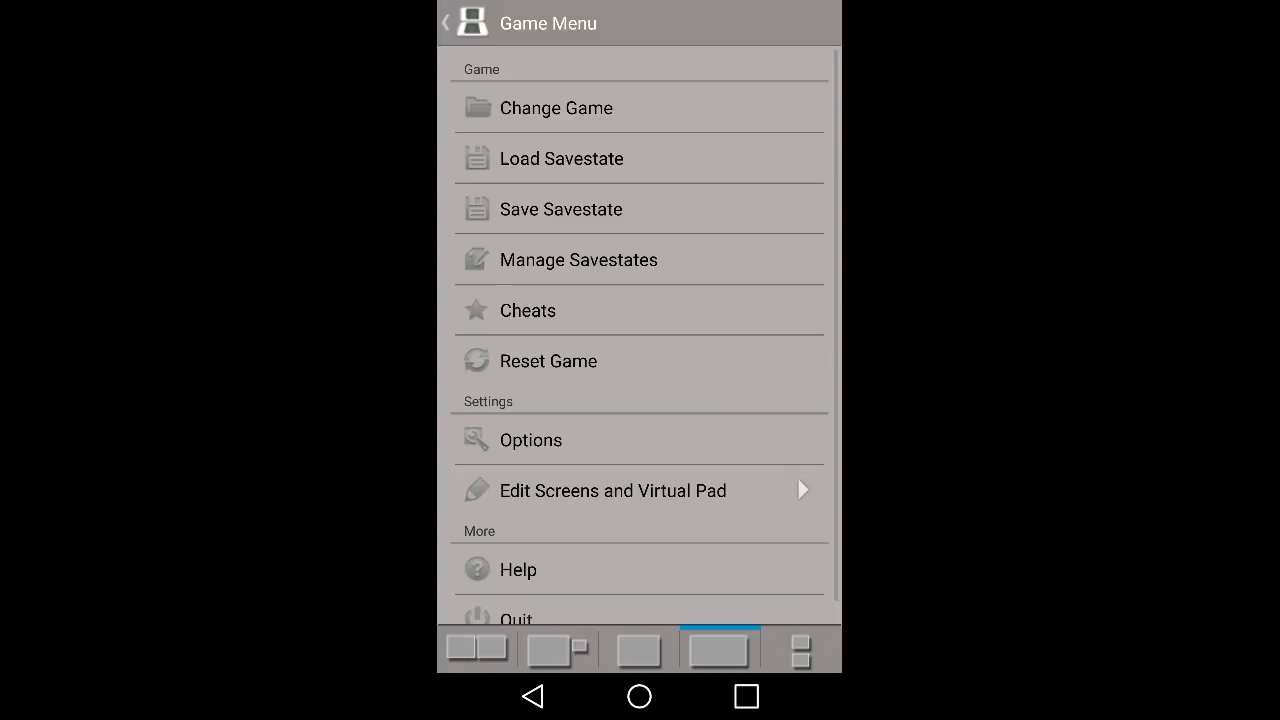 Game Menu
Game
Change Game
Load Savestate
Save Savestate
Manage Savestates
Cheats
Reset Game
Settings
Options
Edit Screens and Virtual Pad
More
Help
Quit